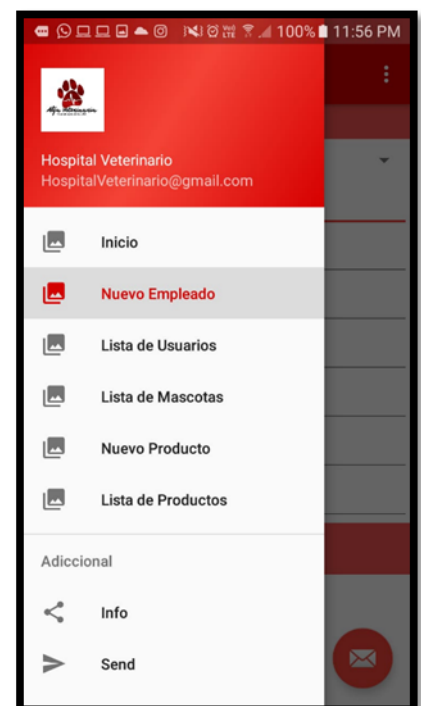 100% 11:56 PM
Hospital Veterinario
HospitalVeterinario@gmail.com
Inicio
Nuevo Empleado
Lista de Usuarios
Lista de Mascotas
Nuevo Producto
Lista de Productos
Adiccional
Info
Send